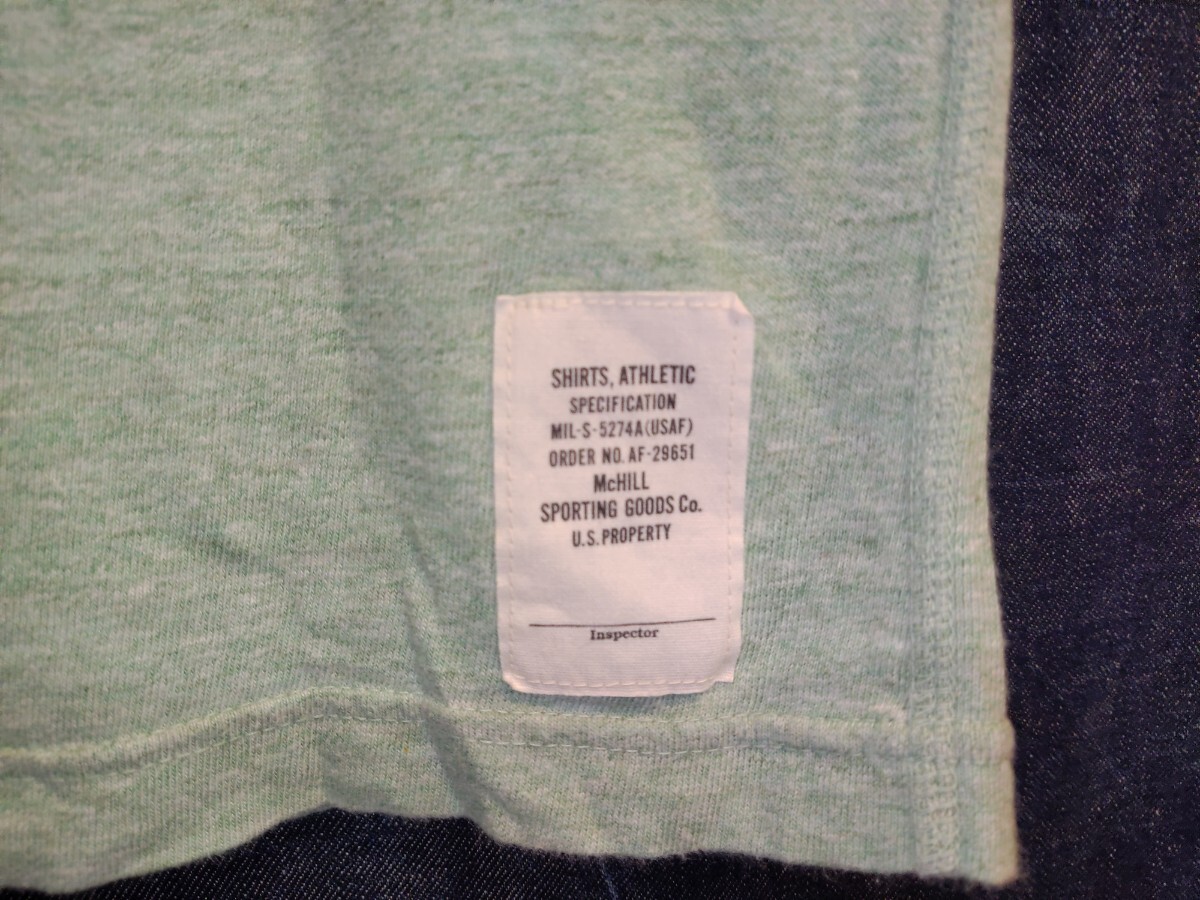 SHIRTS, ATHLETIC
SPECIFICATION
MIL-S-5274A(USAF)
ORDER NO. AF-29651
McHILL
SPORTING GOODS Co.
U.S. PROPERTY
Inspector